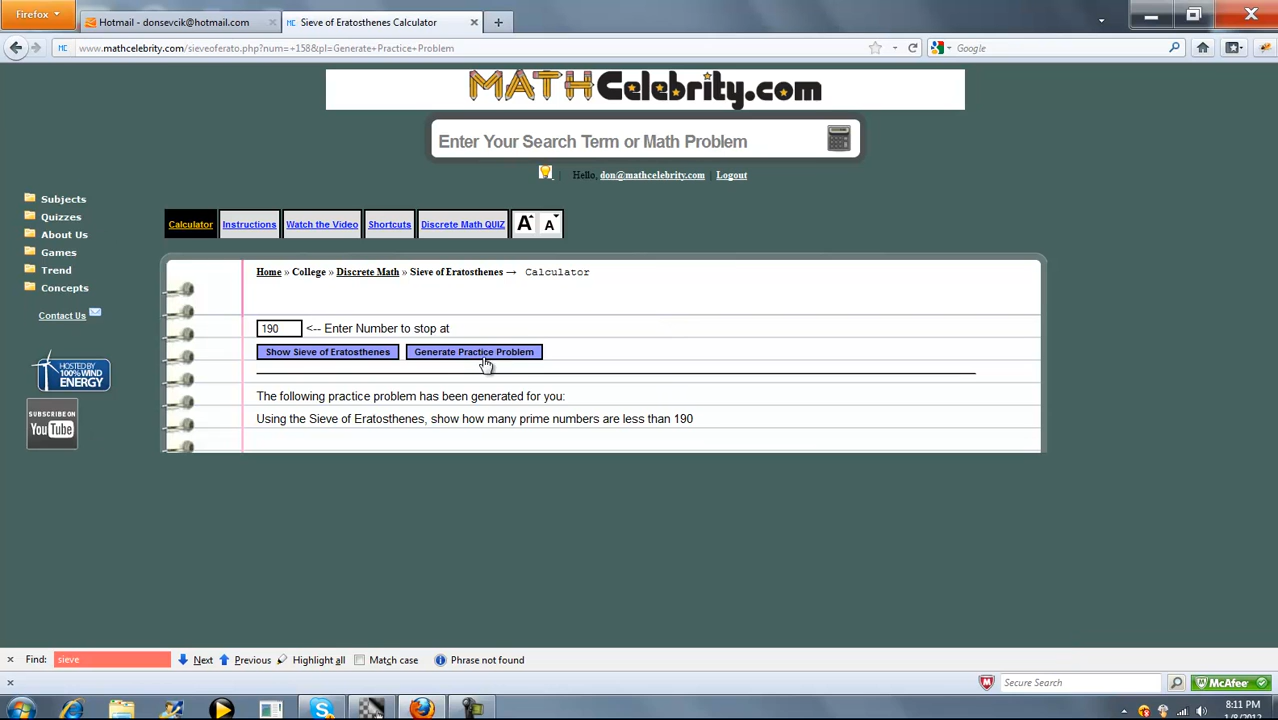 Firefox
Hotmail - donsevcik@hotmail.com
MC Sieve of Eratosthenes Calculator
MC www.mathcelebrity.com/sieveoferato.php?num=+158&pl=Generate+Practice+Problem
Google
MATHCelebrity.com
Enter Your Search Term or Math Problem
| Hello, don@mathcelebrity.com | Logout
Subjects
Quizzes
About Us
Games
Trend
Concepts
Contact Us
HOSTED BY
100% WIND
ENERGY
SUBSCRIBE ON
YouTube
Calculator
Instructions
Watch the Video
Shortcuts
Discrete Math QUIZ
A A
Home » College » Discrete Math » Sieve of Eratosthenes → Calculator
190 <-- Enter Number to stop at
Show Sieve of Eratosthenes Generate Practice Problem
The following practice problem has been generated for you:
Using the Sieve of Eratosthenes, show how many prime numbers are less than 190
Find: sieve Next Previous Highlight all Match case Phrase not found
Secure Search McAfee
8:11 PM
1/8/2012